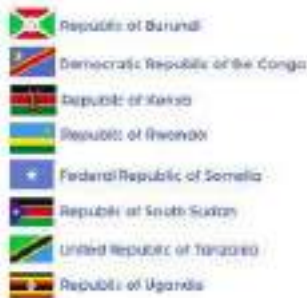 Republic of Burundi
Democratic Republic of the Congo
Republic of Kenya
Republic of Rwanda
Federal Republic of Somalia
Republic of South Sudan
United Republic of Tanzania
Republic of Uganda